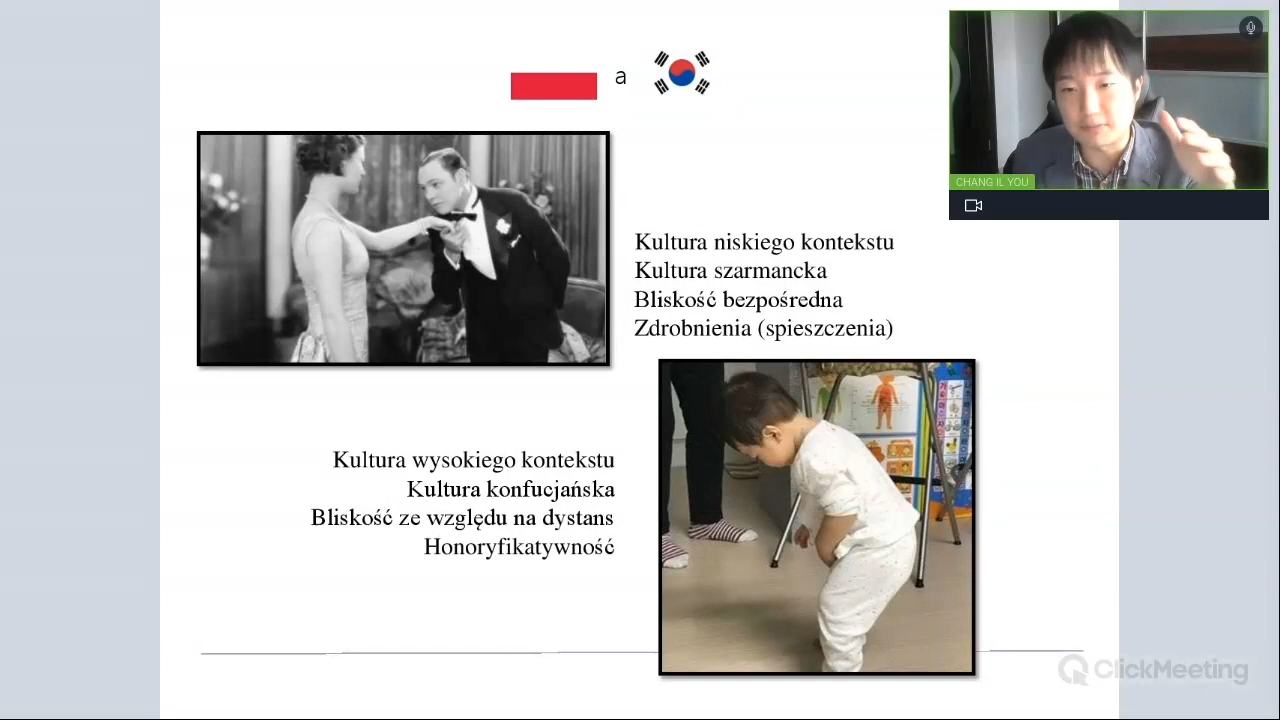 a
CHANG IL YOU
Kultura niskiego kontekstu
Kultura szarmancka
Bliskość bezpośredna
Zdrobnienia (spieszczenia)
Kultura wysokiego kontekstu
Kultura konfucjańska
Bliskość ze względu na dystans
Honoryfikatywność
ClickMeeting